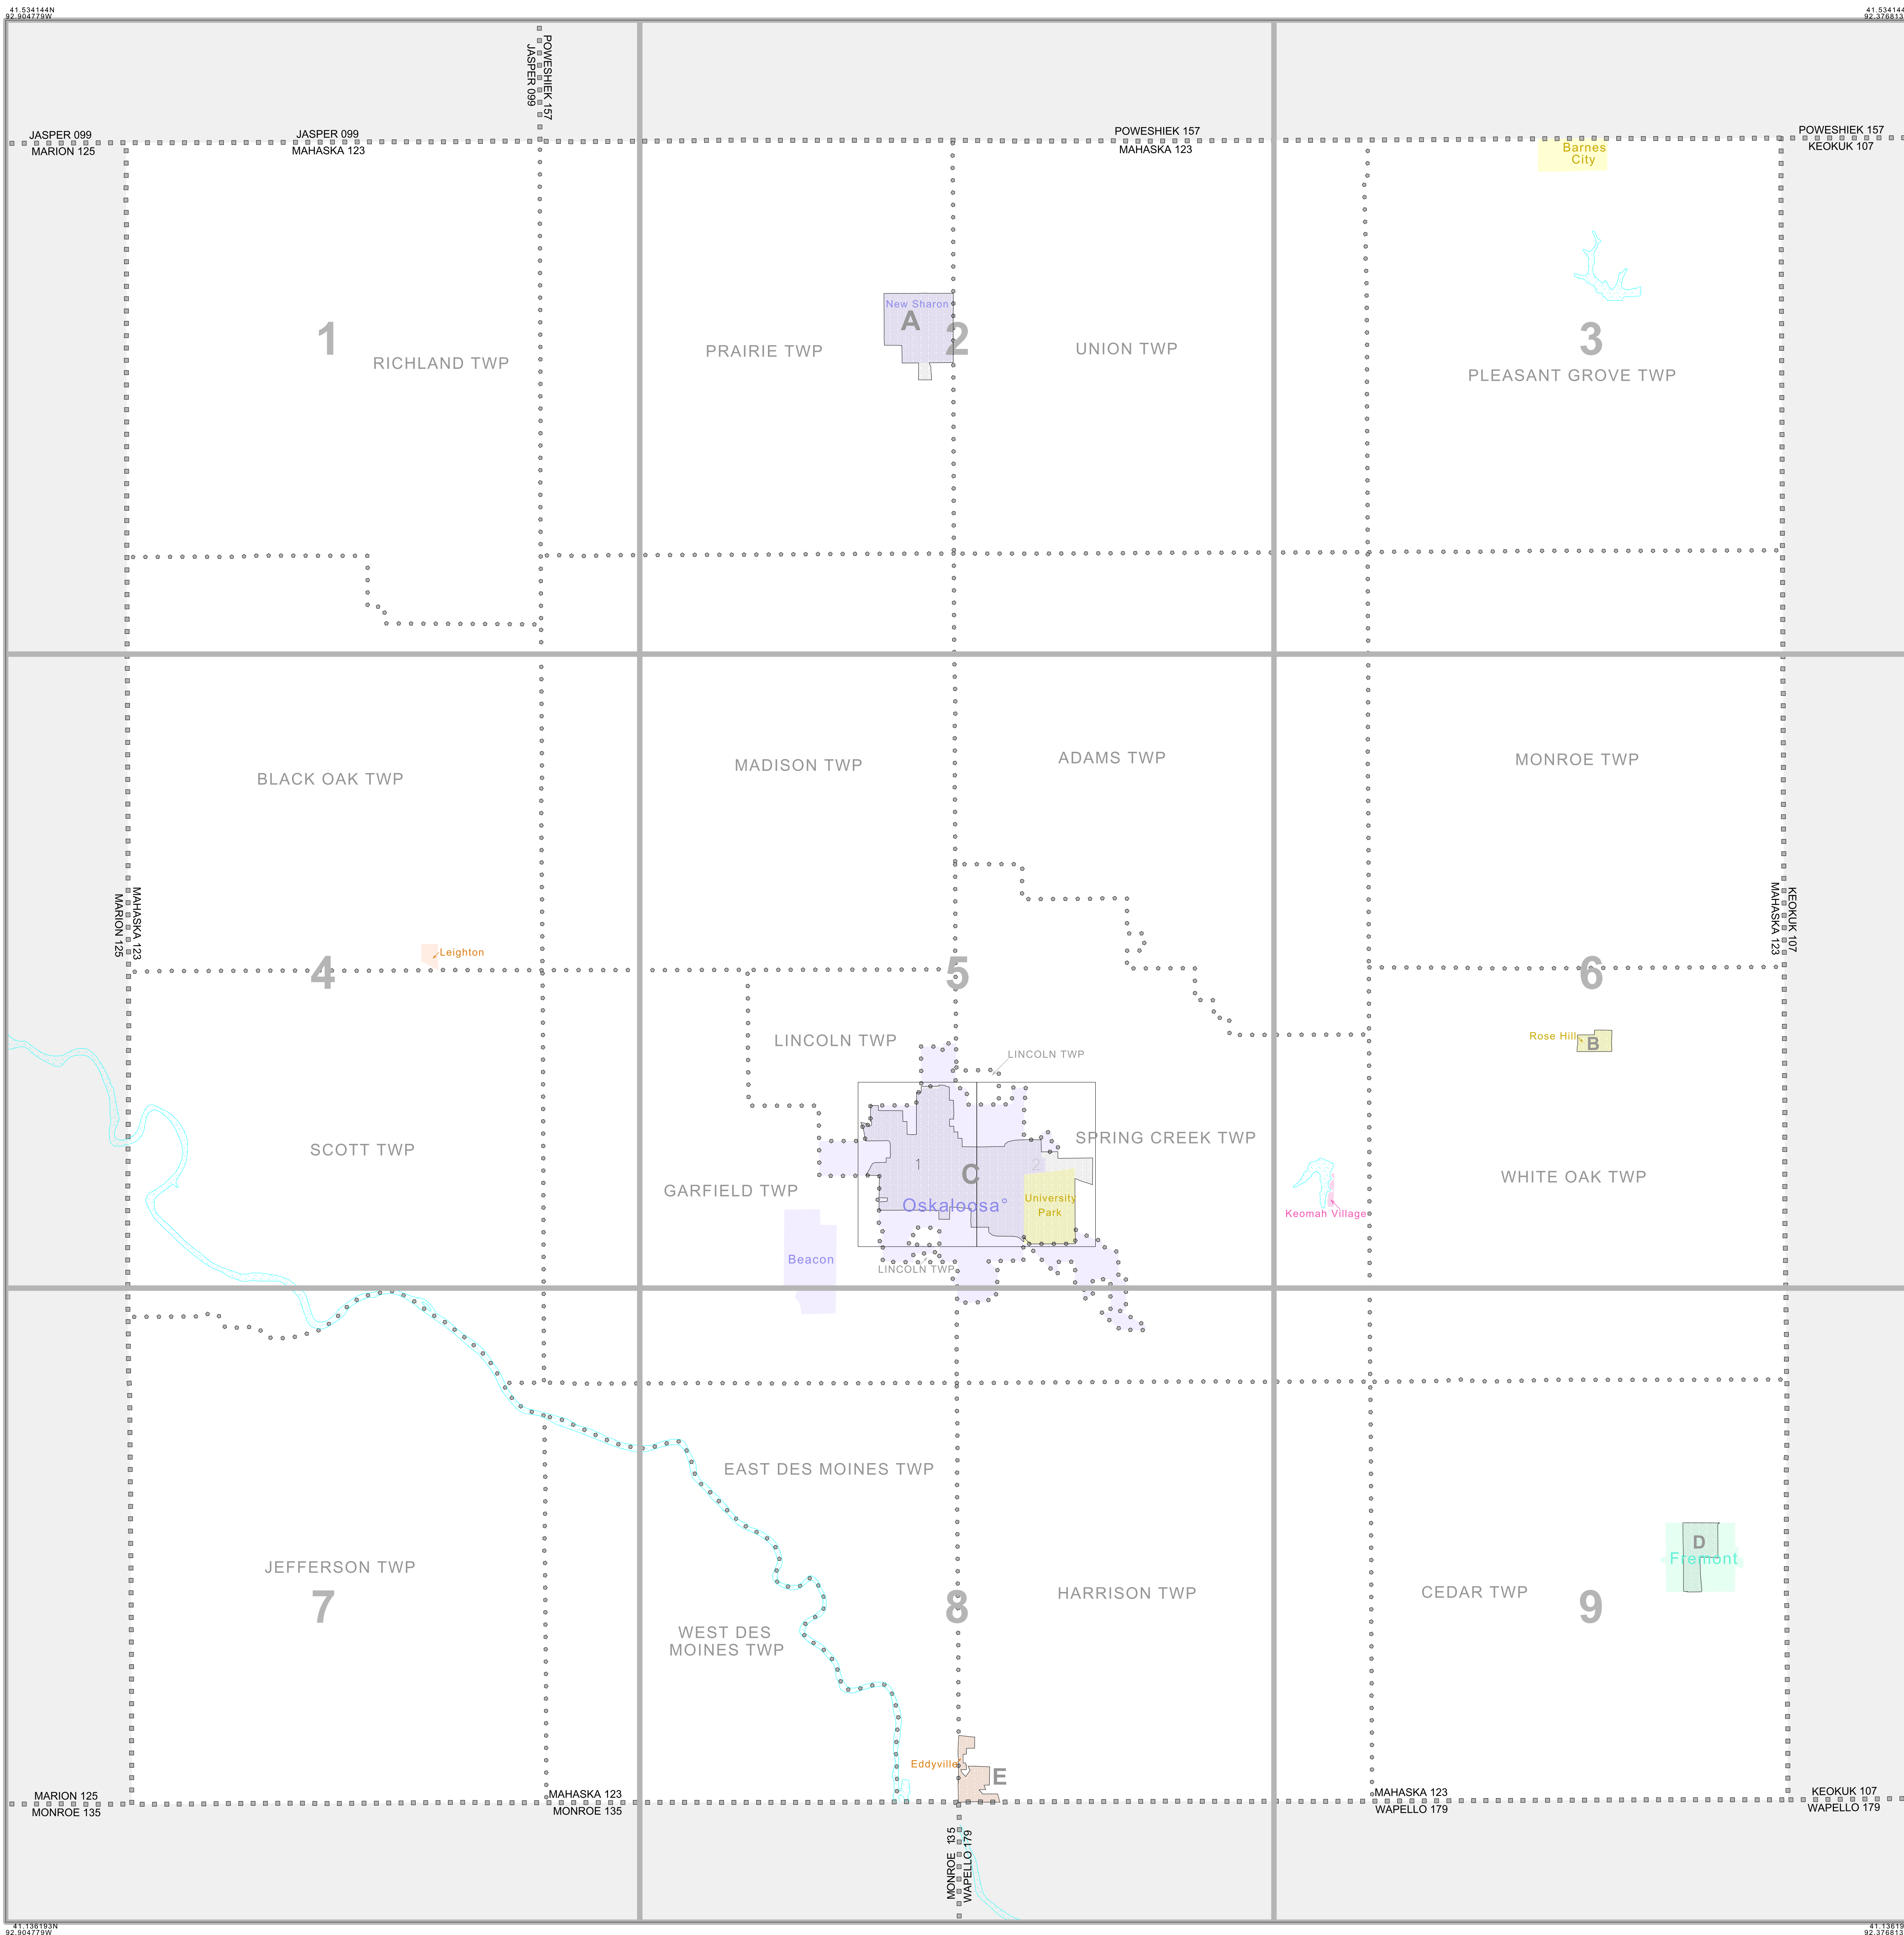 41.534144N
92.904779W
41.534144
92.376813
POWESHIEK 157
JASPER 099
JASPER 099
MARION 125
JASPER 099
MAHASKA 123
POWESHIEK 157
MAHASKA 123
POWESHIEK 157
KEOKUK 107
Barnes
City
New Sharon
A
1
2
3
RICHLAND TWP
PRAIRIE TWP
UNION TWP
PLEASANT GROVE TWP
BLACK OAK TWP
MADISON TWP
ADAMS TWP
MONROE TWP
MAHASKA 123
MARION 125
KEOKUK 107
MAHASKA 123
Leighton
4
5
6
LINCOLN TWP
Rose Hill
B
LINCOLN TWP
SCOTT TWP
SPRING CREEK TWP
1
2
C
WHITE OAK TWP
GARFIELD TWP
Oskaloosa°
University
Park
Keomah Village
Beacon
LINCOLN TWP
EAST DES MOINES TWP
D
Fremont
JEFFERSON TWP
HARRISON TWP
CEDAR TWP
7
8
9
WEST DES
MOINES TWP
Eddyville
E
MARION 125
MONROE 135
MAHASKA 123
MONROE 135
MAHASKA 123
WAPELLO 179
KEOKUK 107
WAPELLO 179
MONROE 135
WAPELLO 179
41.136193N
92.904779W
41.13619
92.376813